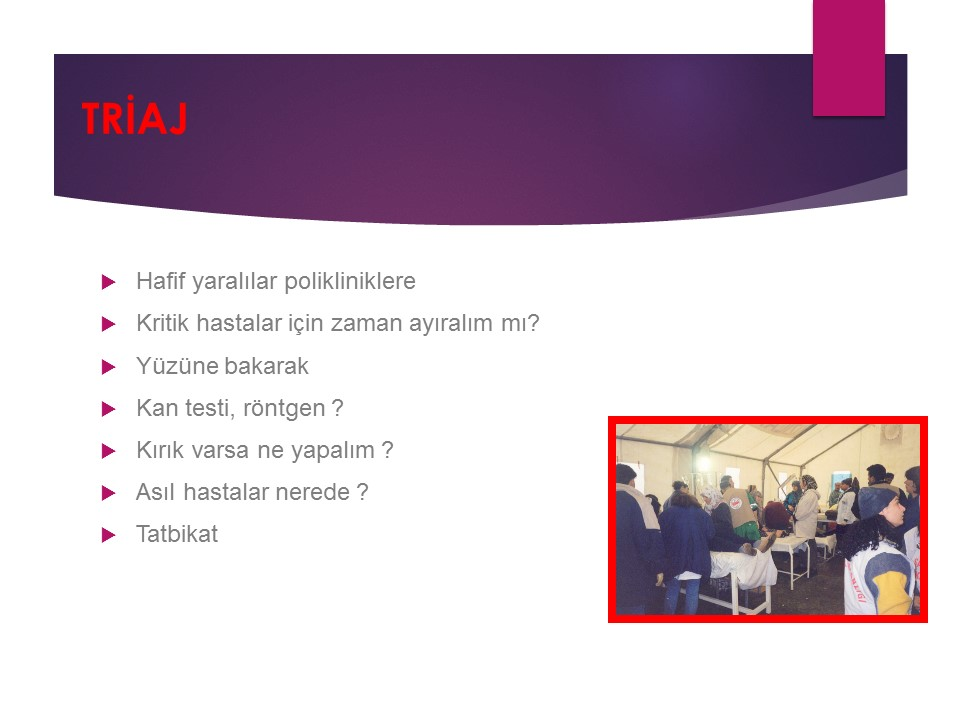 TRİAJ
Hafif yaralılar polikliniklere
Kritik hastalar için zaman ayıralım mı?
Yüzüne bakarak
Kan testi, röntgen ?
Kırık varsa ne yapalım ?
Asıl hastalar nerede ?
Tatbikat